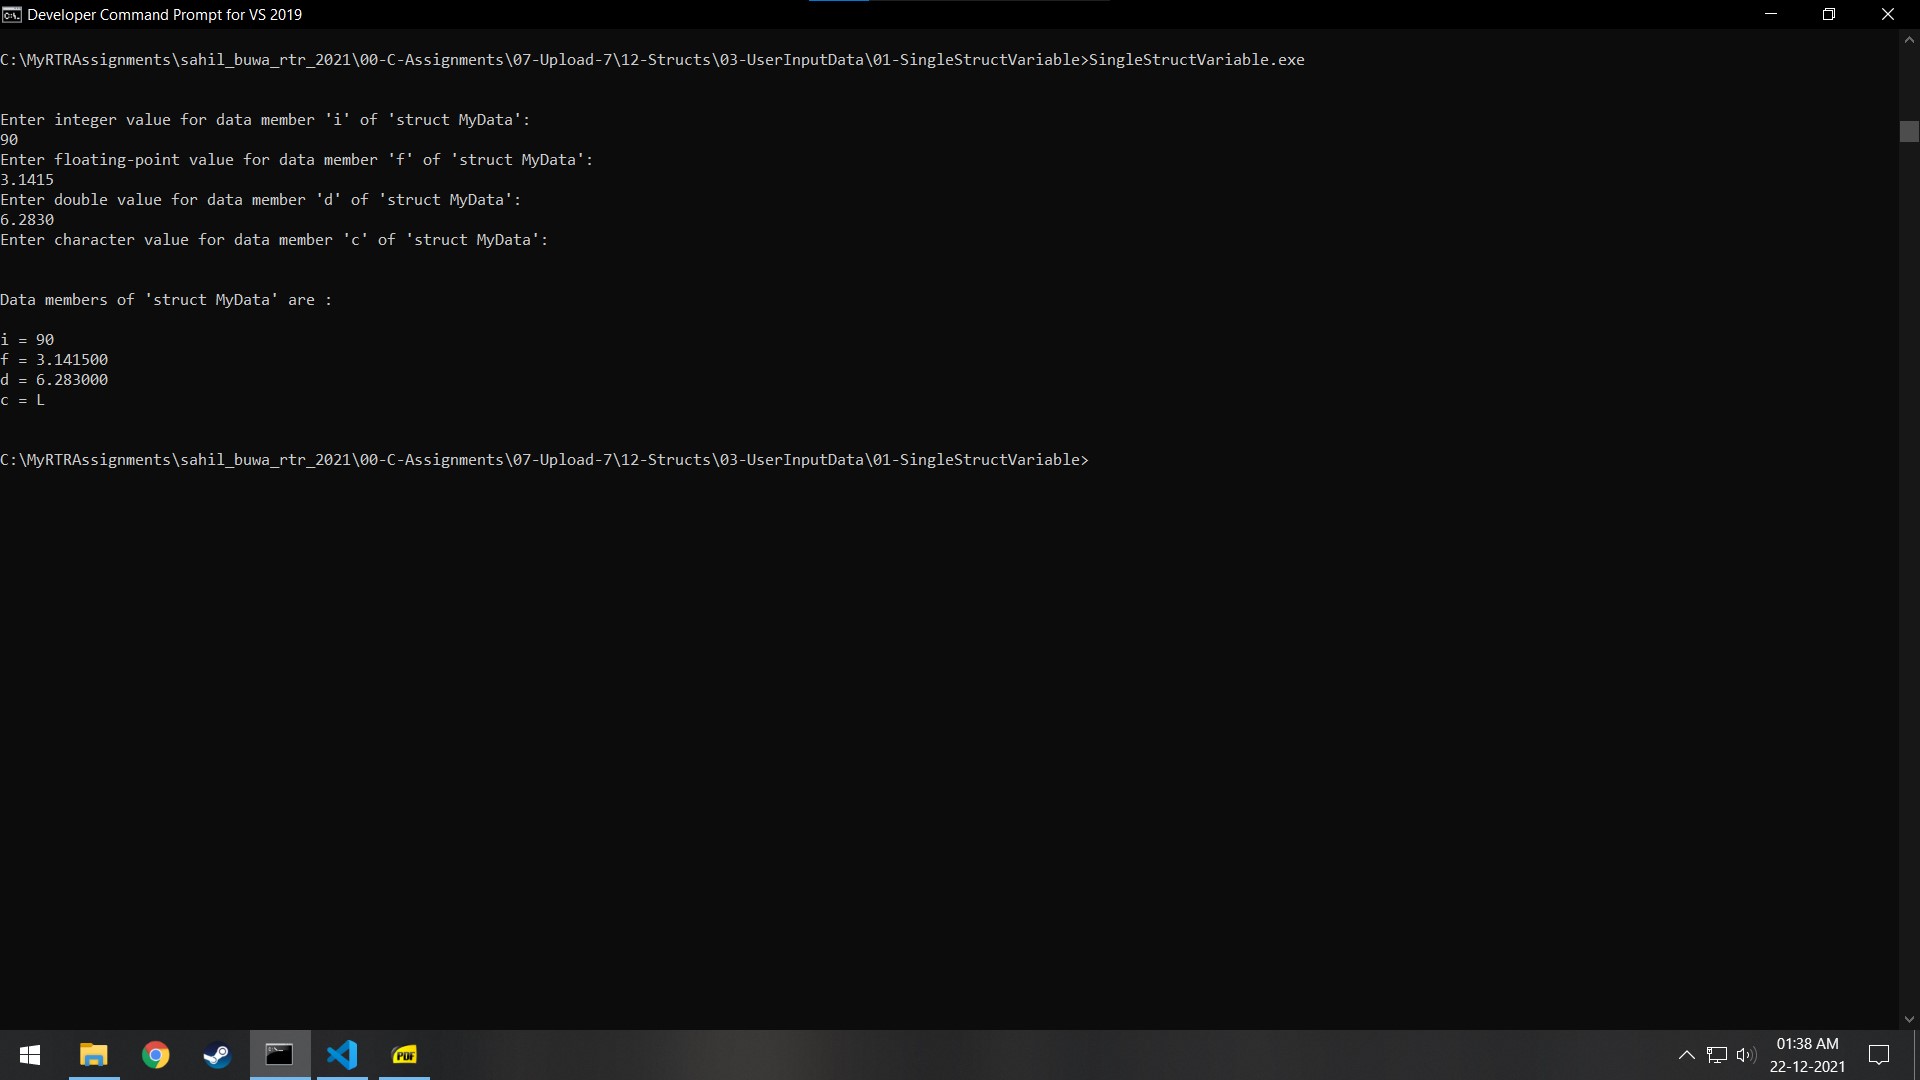 Developer Command Prompt for VS 2019
C:\MyRTRAssignments\sahil_buwa_rtr_2021\00-C-Assignments\07-Upload-7\12-Structs\03-UserInputData\01-SingleStructVariable>SingleStructVariable.exe
Enter integer value for data member 'i' of 'struct MyData':
90
Enter floating-point value for data member 'f' of 'struct MyData':
3.1415
Enter double value for data member 'd' of 'struct MyData':
6.2830
Enter character value for data member 'c' of 'struct MyData':
Data members of 'struct MyData' are :
i = 90
f = 3.141500
d = 6.283000
c = L
C:\MyRTRAssignments\sahil_buwa_rtr_2021\00-C-Assignments\07-Upload-7\12-Structs\03-UserInputData\01-SingleStructVariable>
PDF
01:38 AM
22-12-2021